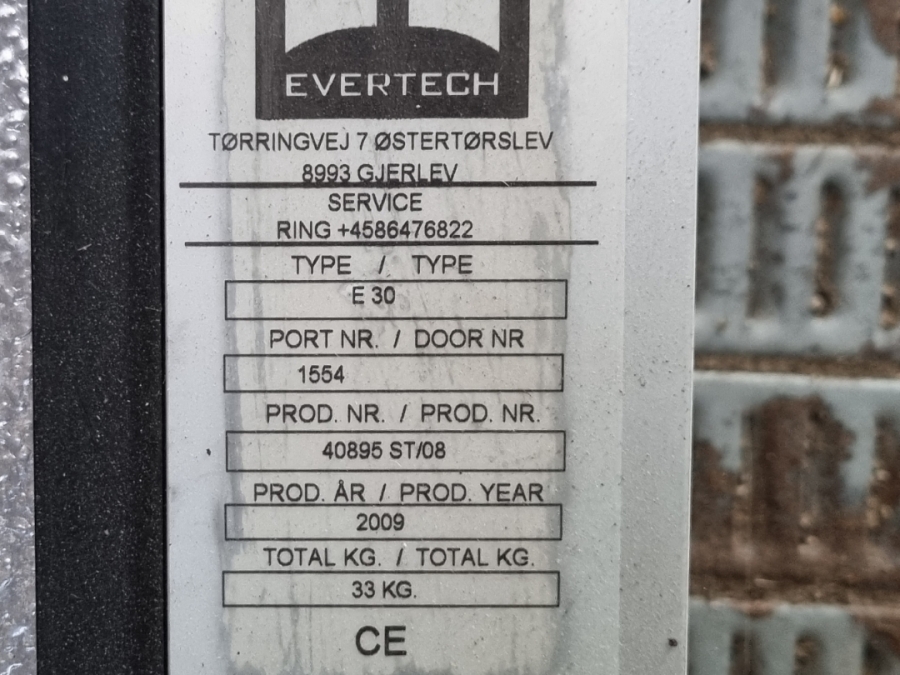 EVERTECH
TØRRINGVEJ 7 ØSTERTØRSLEV
8993 GJERLEV
SERVICE
RING +4586476822
TYPE / TYPE
E 30
PORT NR. / DOOR NR
1554
PROD. NR. / PROD. NR.
40895 ST/08
PROD. ÅR / PROD. YEAR
2009
TOTAL KG. / TOTAL KG.
33 KG.
CE